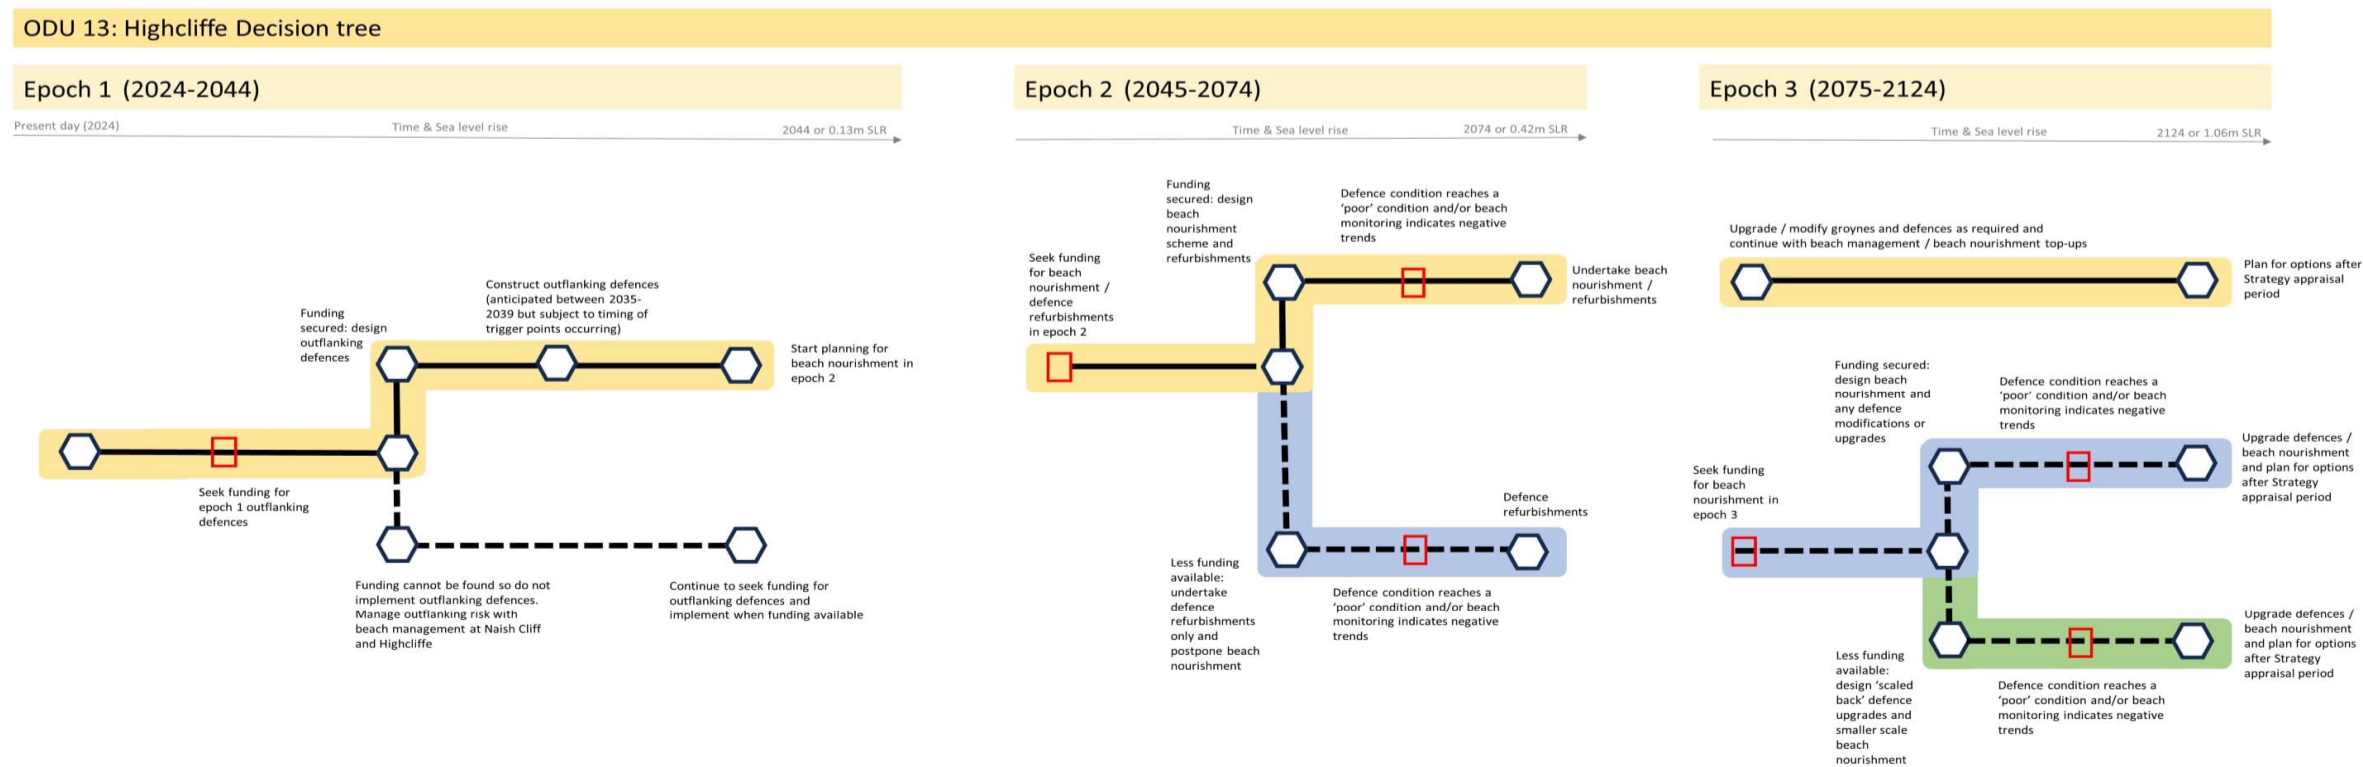 ODU 13: Highcliffe Decision tree
Epoch 1 (2024-2044)
Present day (2024)
Time & Sea level rise
2044 or 0.13m SLR
Funding
secured: design
outflanking
defences
Construct outflanking defences
(anticipated between 2035-
2039 but subject to timing of
trigger points occurring)
Start planning for
beach nourishment in
epoch 2
Seek funding for
epoch 1 outflanking
defences
Funding cannot be found so do not
implement outflanking defences.
Manage outflanking risk with
beach management at Naish Cliff
and Highcliffe
Continue to seek funding for
outflanking defences and
implement when funding available
Epoch 2 (2045-2074)
Time & Sea level rise
2074 or 0.42m SLR
Seek funding
for beach
nourishment /
defence
refurbishments
in epoch 2
Funding
secured: design
beach
nourishment
scheme and
refurbishments
Defence condition reaches a
'poor' condition and/or beach
monitoring indicates negative
trends
Undertake beach
nourishment /
refurbishments
Less funding
available:
undertake
defence
refurbishments
only and
postpone beach
nourishment
Defence condition reaches a
'poor' condition and/or beach
monitoring indicates negative
trends
Defence
refurbishments
Epoch 3 (2075-2124)
Time & Sea level rise
2124 or 1.06m SLR
Upgrade / modify groynes and defences as required and
continue with beach management / beach nourishment top-ups
Plan for options after
Strategy appraisal
period
Seek funding
for beach
nourishment in
epoch 3
Funding secured:
design beach
nourishment and
any defence
modifications or
upgrades
Defence condition reaches a
'poor' condition and/or beach
monitoring indicates negative
trends
Upgrade defences /
beach nourishment
and plan for options
after Strategy
appraisal period
Less funding
available:
design 'scaled
back' defence
upgrades and
smaller scale
beach
nourishment
Defence condition reaches a
'poor' condition and/or beach
monitoring indicates negative
trends
Upgrade defences /
beach nourishment
and plan for options
after Strategy
appraisal period